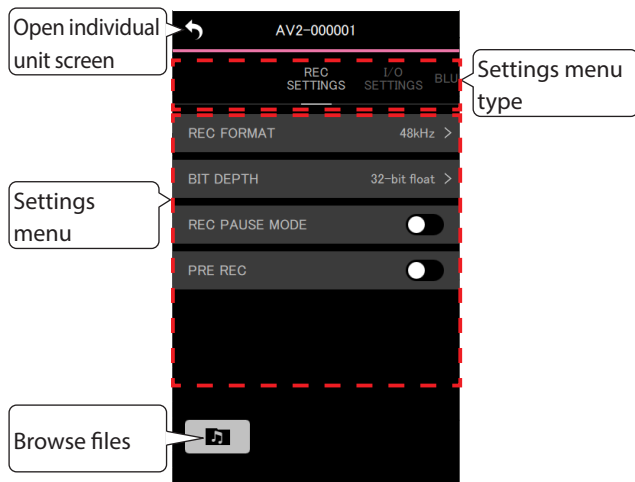 Open individual
unit screen
AV2-000001
REC
SETTINGS
I/O
SETTINGS
BLU
Settings menu
type
REC FORMAT 48kHz >
BIT DEPTH 32-bit float >
Settings
menu
REC PAUSE MODE
PRE REC
Browse files